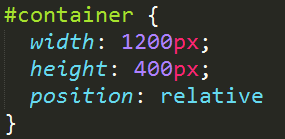 #container {
  width: 1200px;
  height: 400px;
  position: relative
}